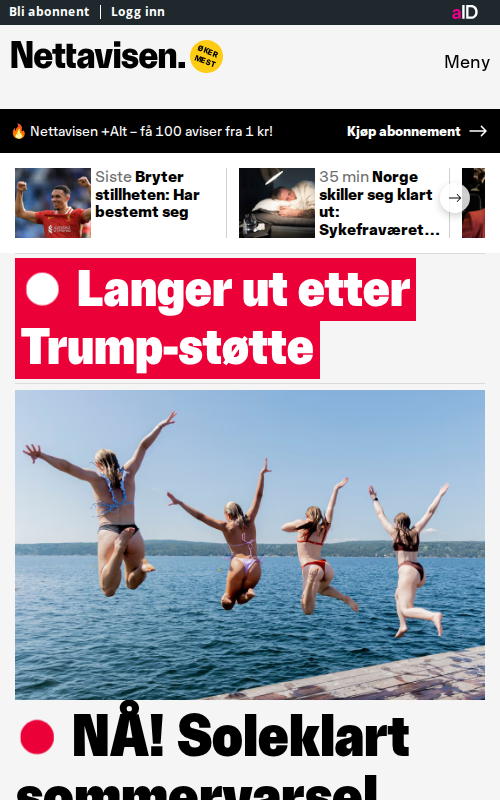 Bli abonnent
Logg inn
aID
Nettavisen.
ØKER
MEST
Meny
🔥 Nettavisen +Alt – få 100 aviser fra 1 kr!
Kjøp abonnement
Siste Bryter
stillheten: Har
bestemt seg
35 min Norge
skiller seg klart
ut:
Sykefraværet...
Langer ut etter
Trump-støtte
NÅ! Soleklart
sommervarsel